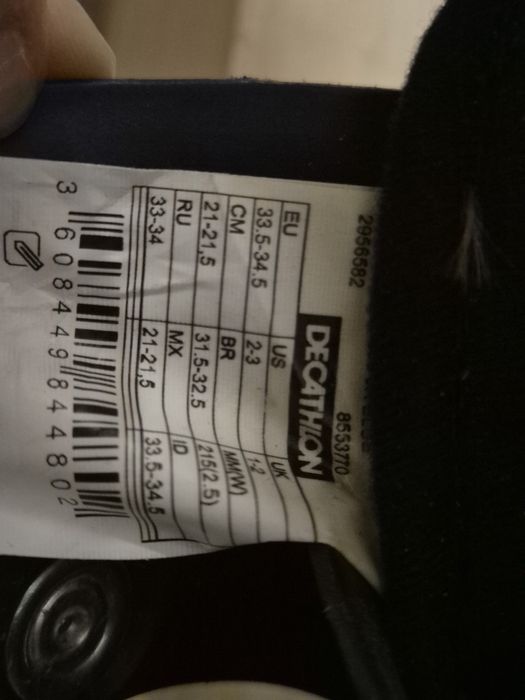 2956582 8553770
DECATHLON
EU US UK
33.5-34.5 2-3 1-2
CM BR MM(W)
21-21,5 31.5-32.5 215(2.5)
RU MX ID
33-34 21-21,5 33.5-34,5
3 608449 844802